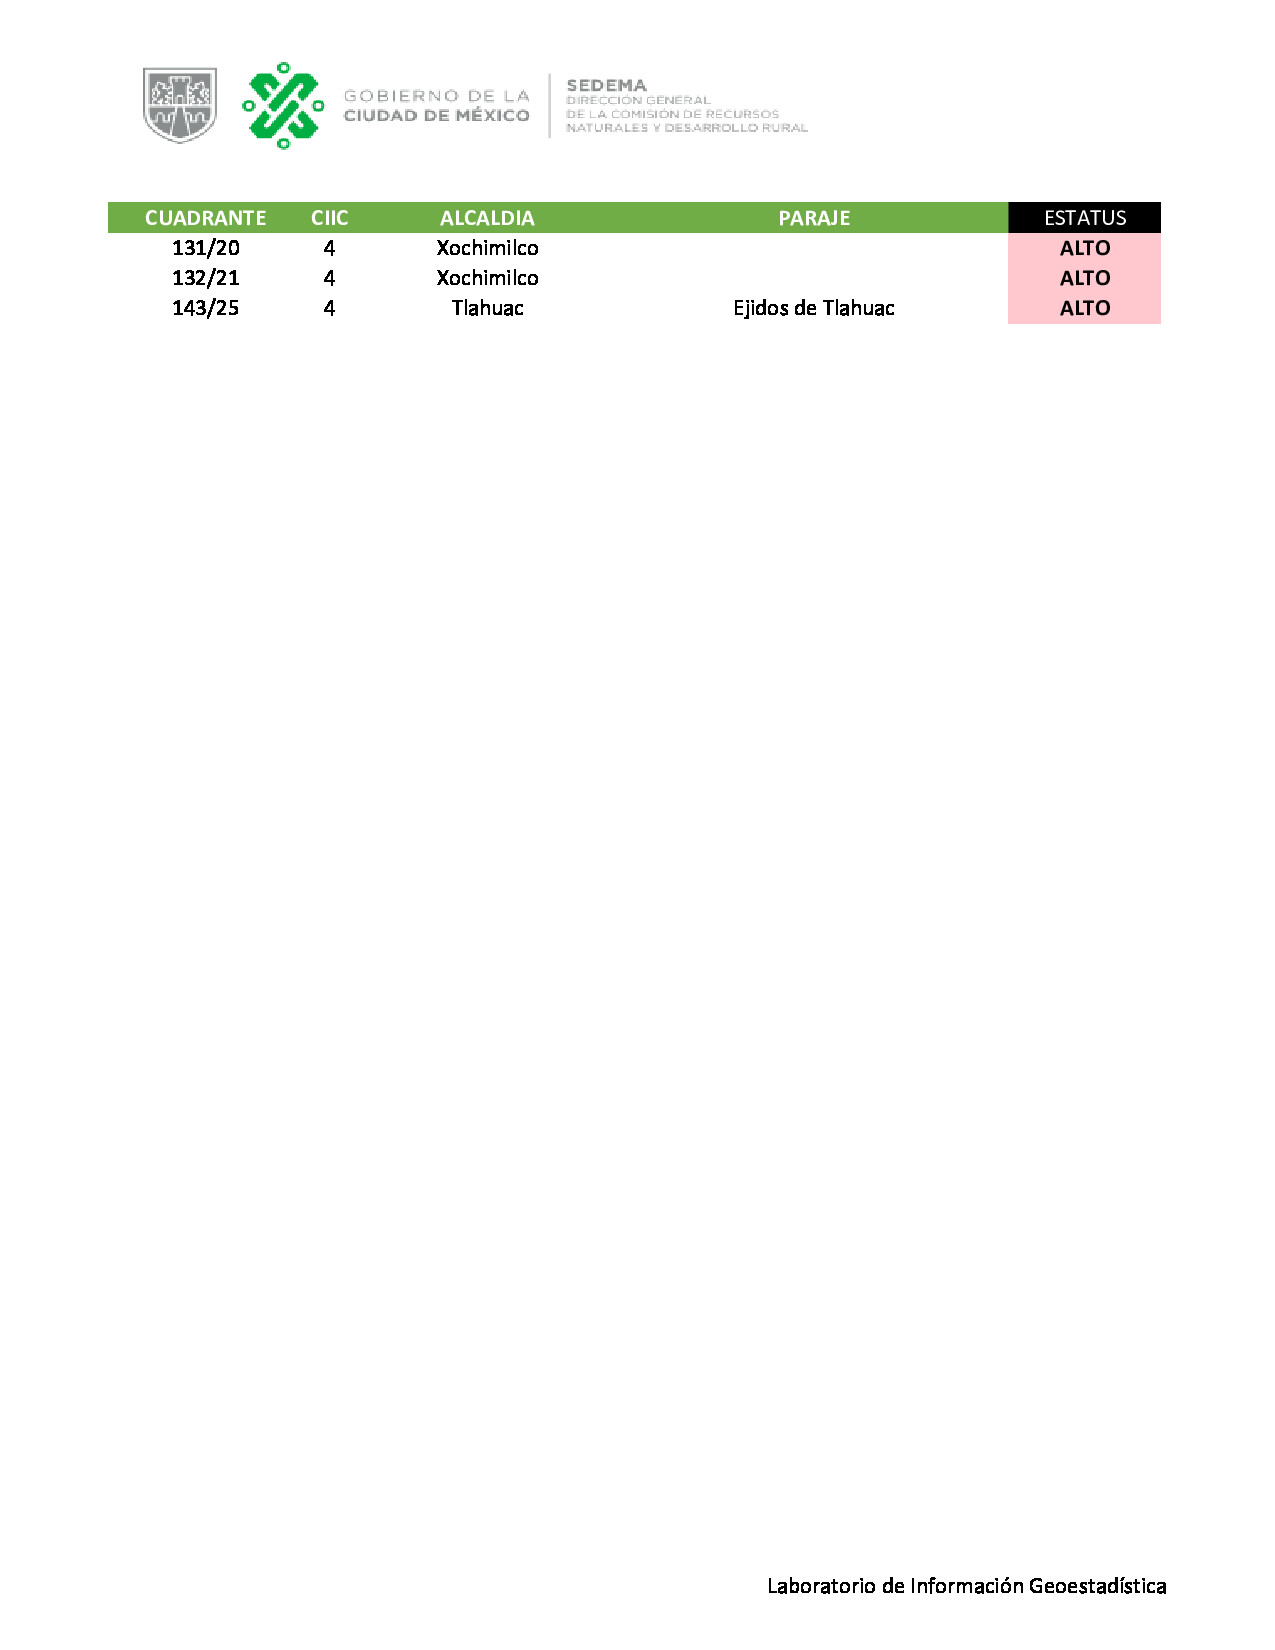 GOBIERNO DE LA
CIUDAD DE MÉXICO
SEDEMA
DIRECCIÓN GENERAL
DE LA COMISIÓN DE RECURSOS
NATURALES Y DESARROLLO RURAL
CUADRANTE CIIC ALCALDIA PARAJE ESTATUS
131/20 4 Xochimilco ALTO
132/21 4 Xochimilco ALTO
143/25 4 Tlahuac Ejidos de Tlahuac ALTO
Laboratorio de Información Geoestadística